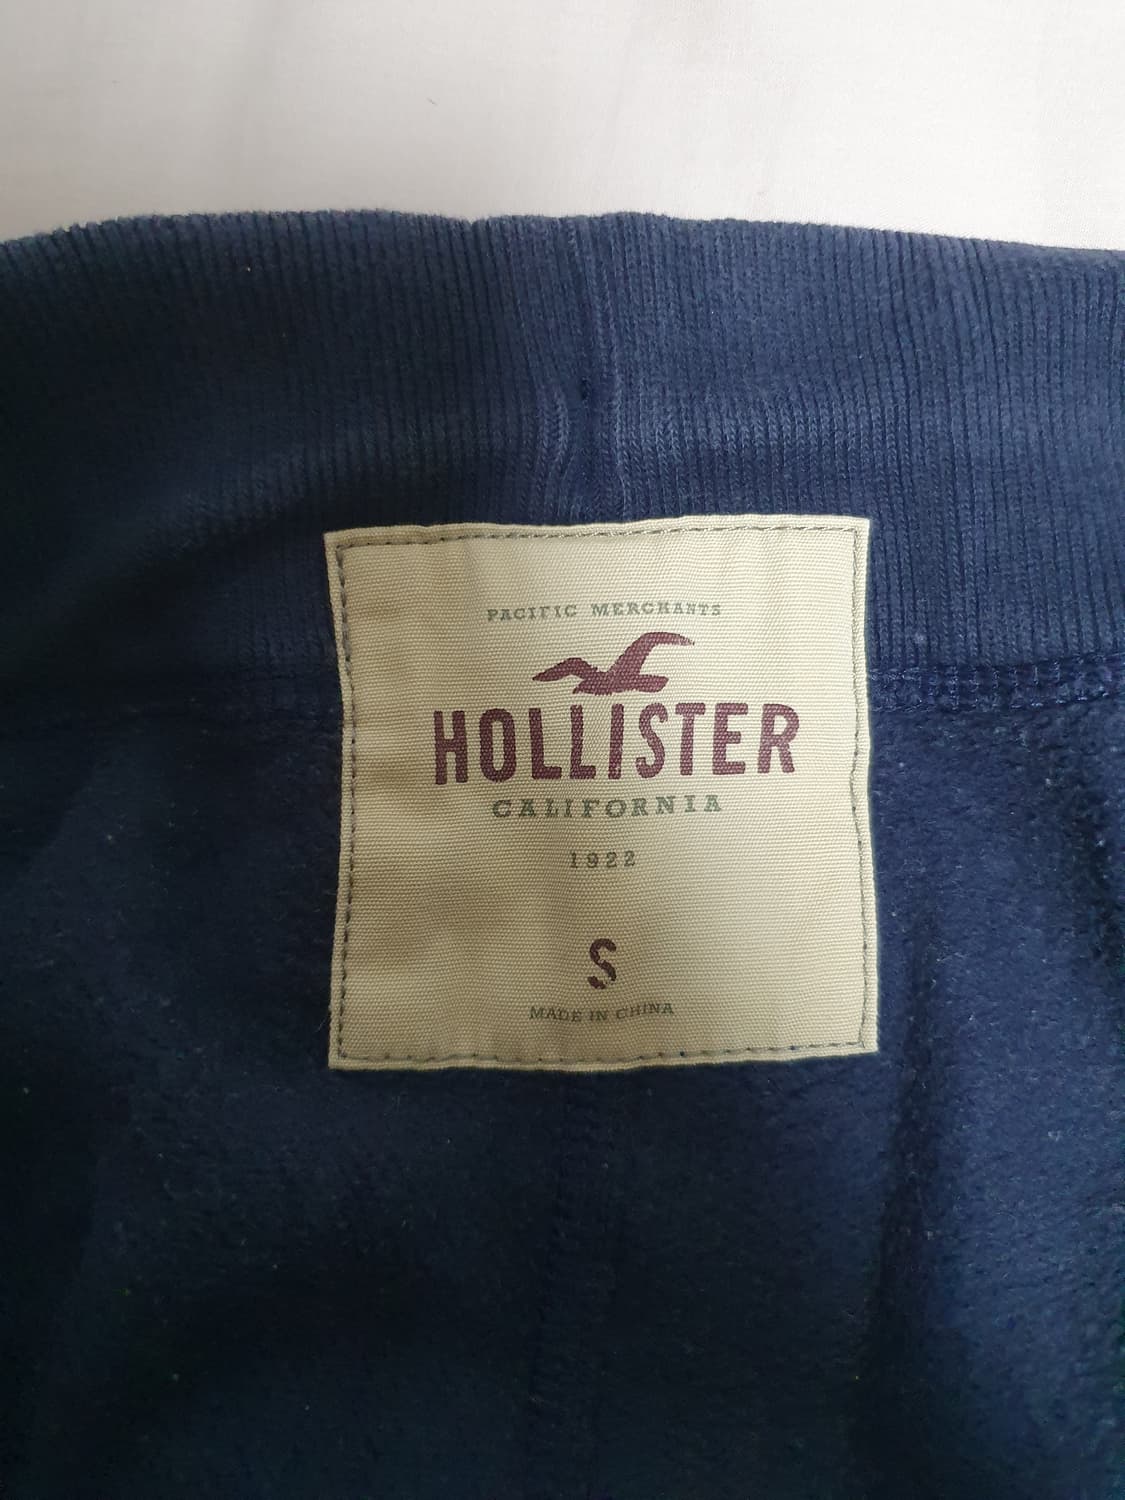 PACIFIC MERCHANTS
HOLLISTER
CALIFORNIA
1922
S
MADE IN CHINA